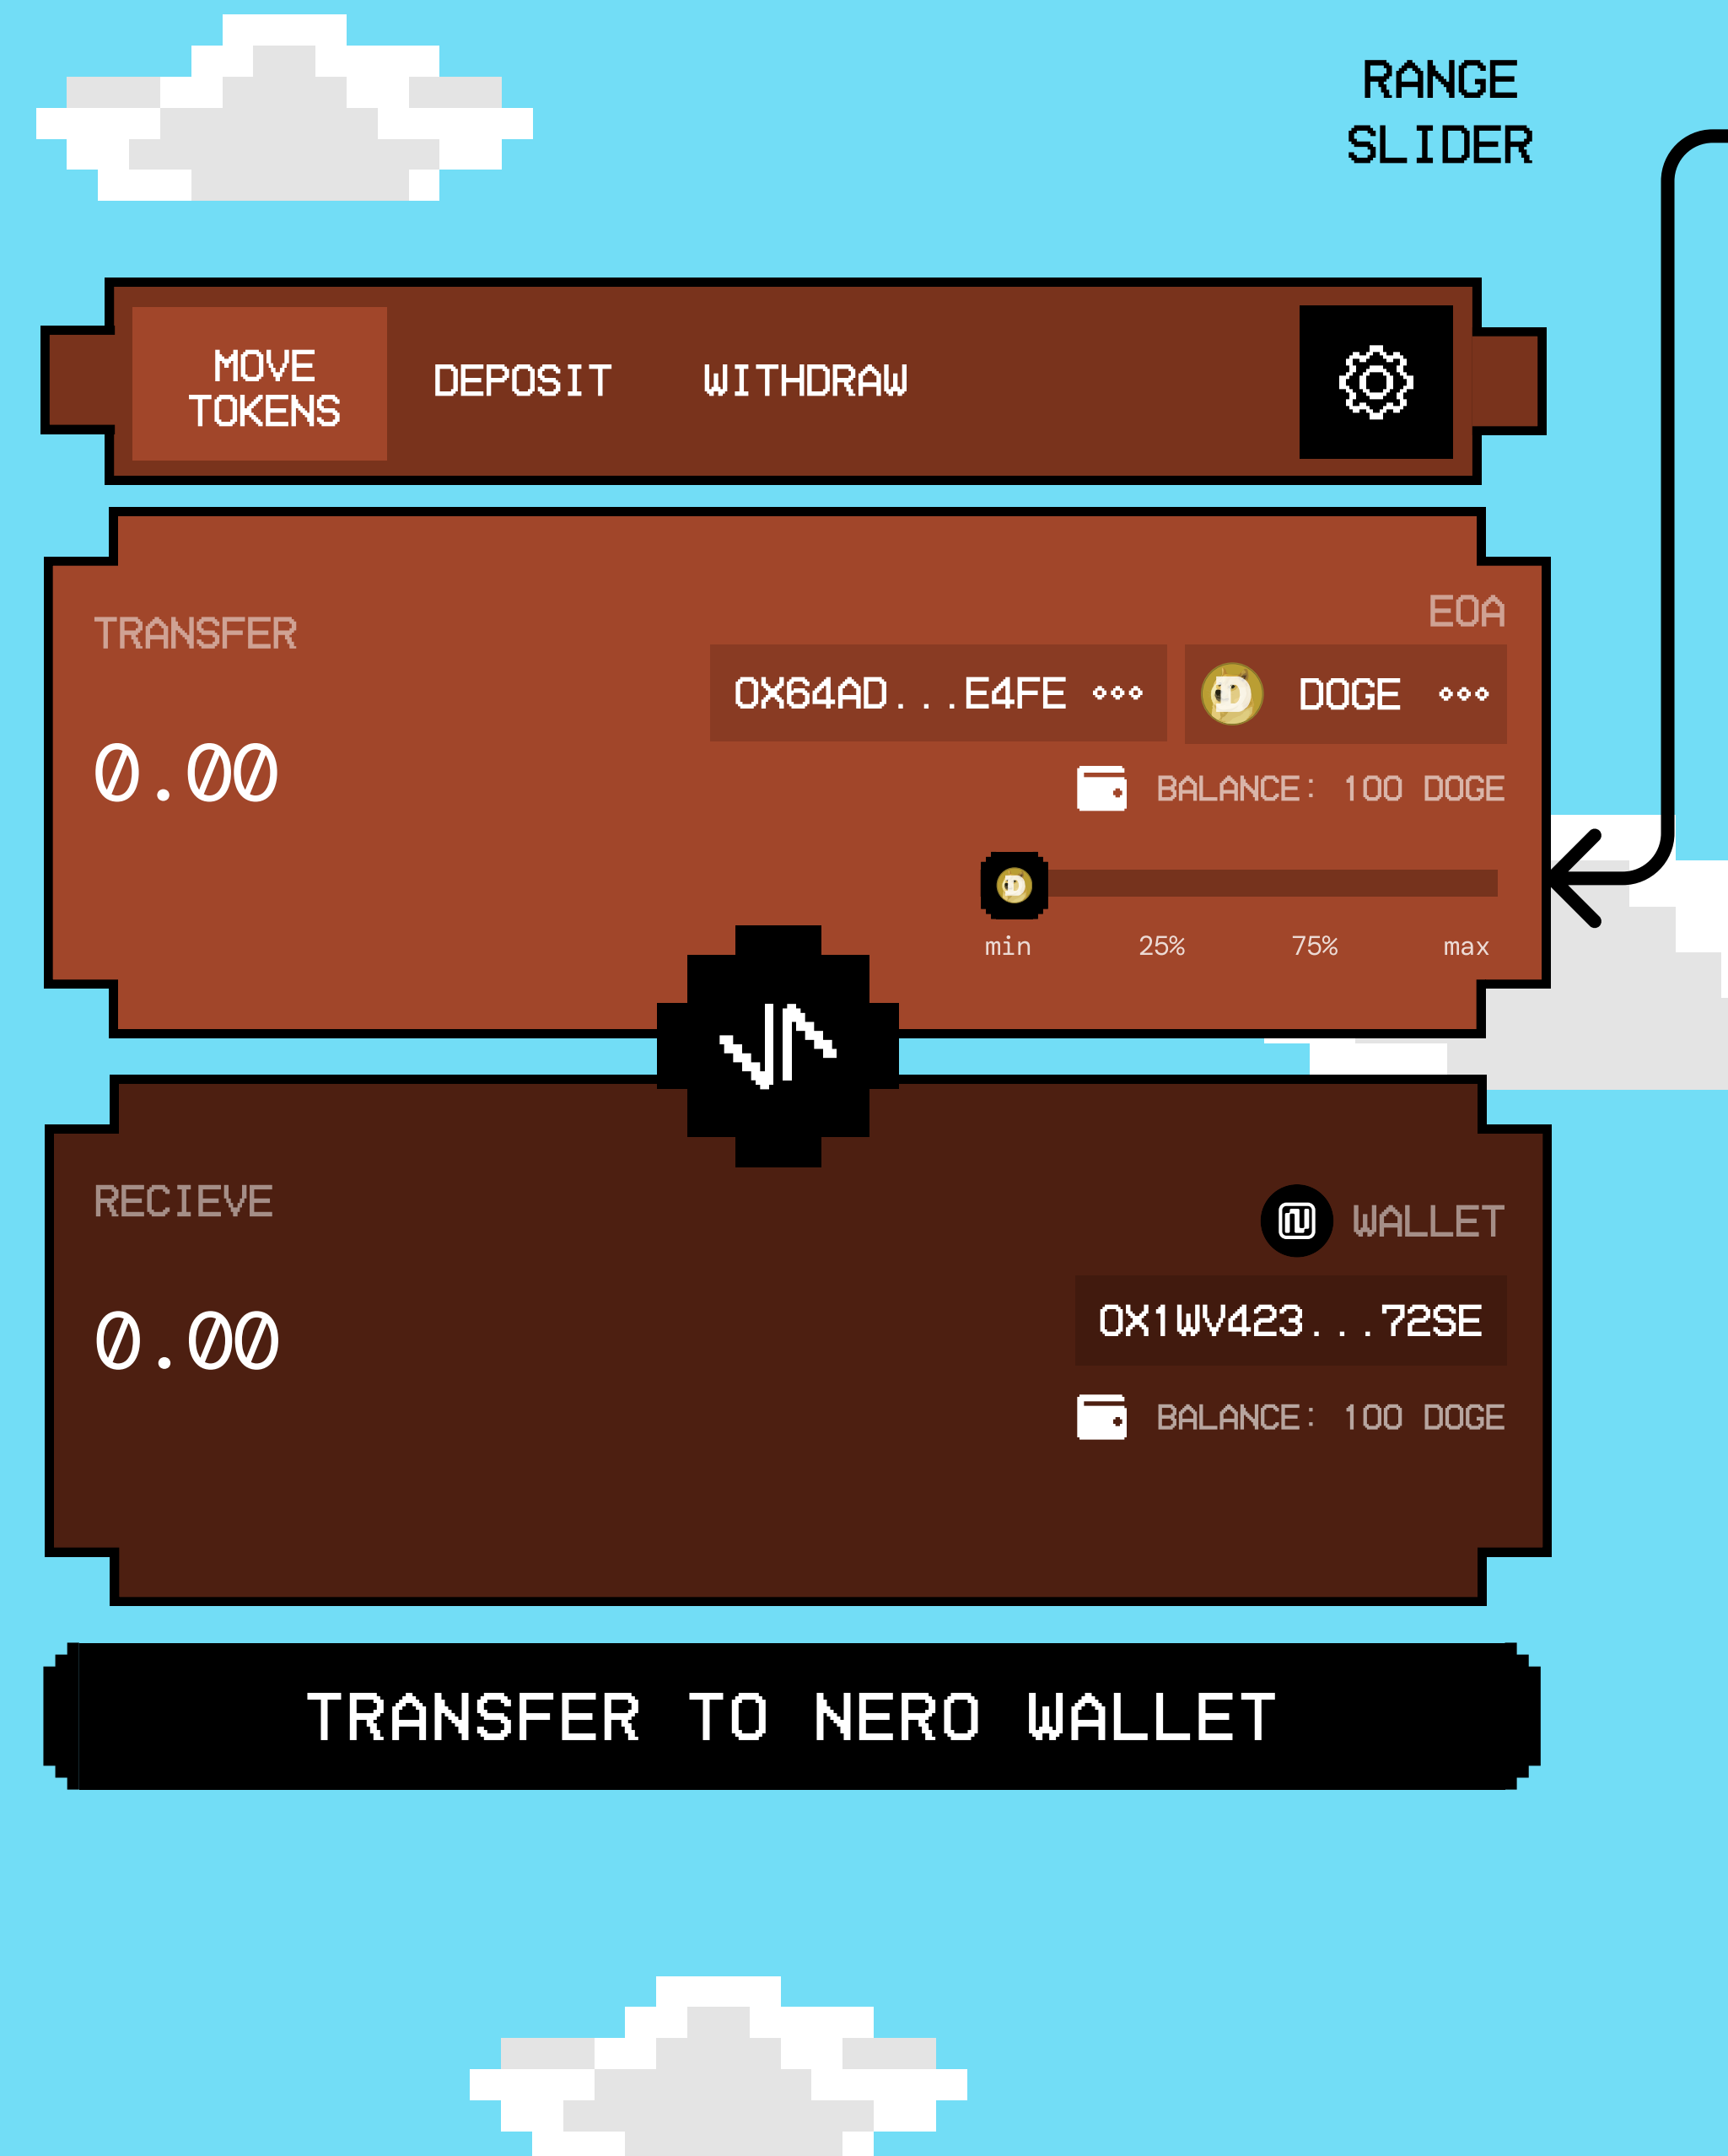 RANGE
SLIDER
MOVE
TOKENS
DEPOSIT
WITHDRAW
TRANSFER
EOA
0X64AD...E4FE
DOGE
0.00
BALANCE: 100 DOGE
min 25% 75% max
RECIEVE
WALLET
0X1WV423...72SE
0.00
BALANCE: 100 DOGE
TRANSFER TO NERO WALLET